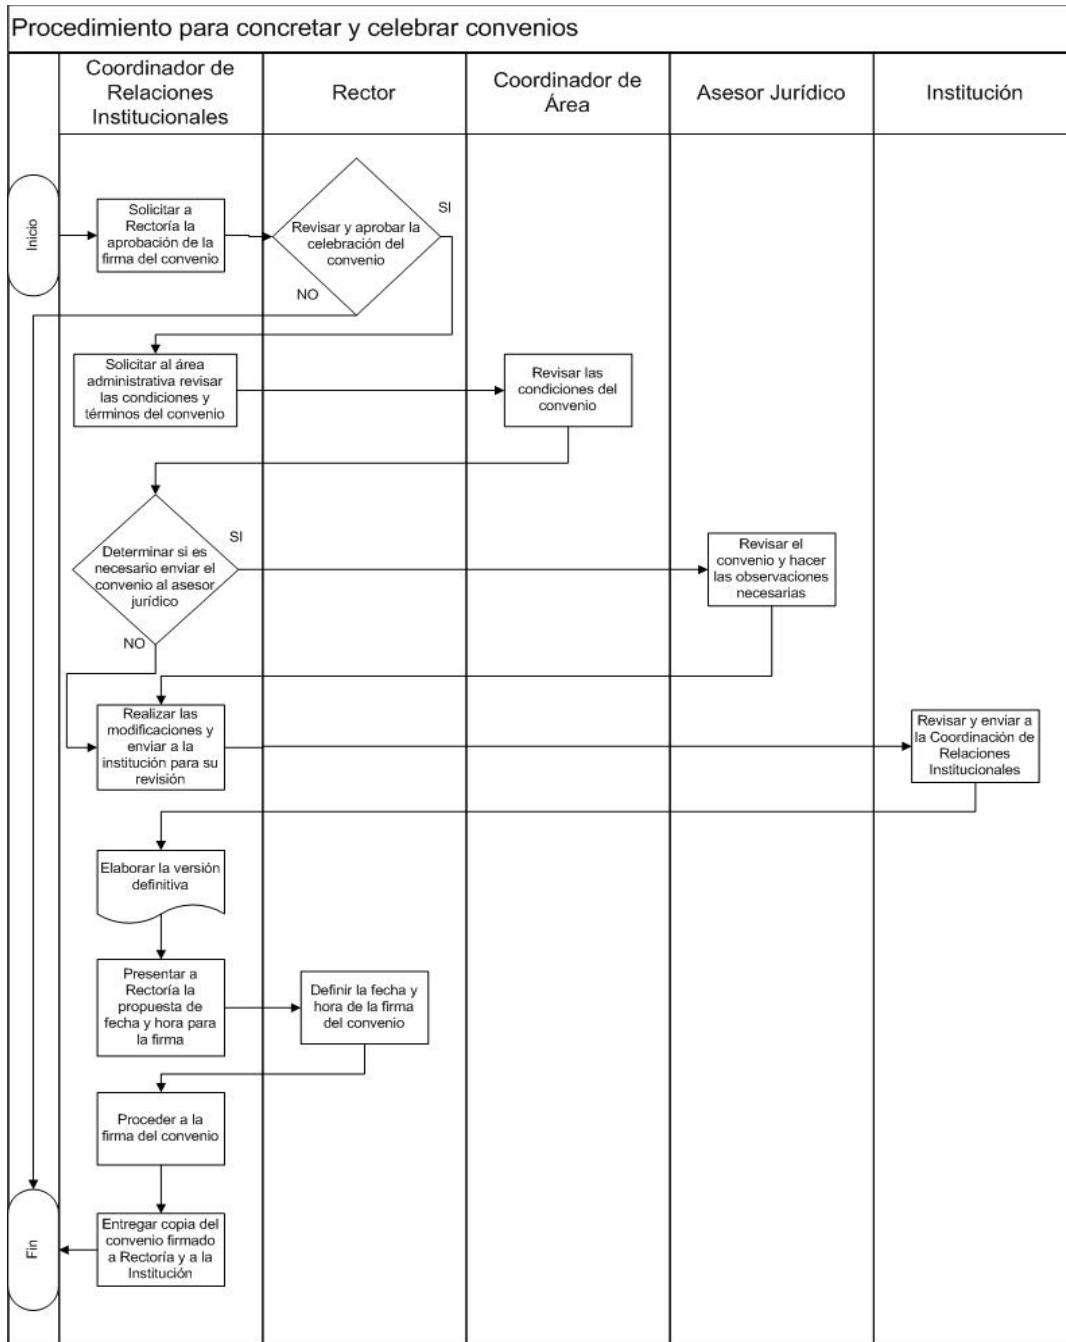 Procedimiento para concretar y celebrar convenios
Coordinador de
Relaciones
Institucionales
Rector
Coordinador de
Área
Asesor Jurídico
Institución
Inicio
Solicitar a
Rectoría la
aprobación de la
firma del convenio
Revisar y aprobar la
celebración del
convenio
SI
NO
Solicitar al área
administrativa revisar
las condiciones y
términos del convenio
Revisar las
condiciones del
convenio
Determinar si es
necesario enviar el
convenio al asesor
jurídico
SI
NO
Revisar el
convenio y hacer
las observaciones
necesarias
Realizar las
modificaciones y
enviar a la
institución para su
revisión
Revisar y enviar a
la Coordinación de
Relaciones
Institucionales
Elaborar la versión
definitiva
Presentar a
Rectoría la
propuesta de
fecha y hora para
la firma
Definir la fecha y
hora de la firma
del convenio
Proceder a la
firma del convenio
Entregar copia del
convenio firmado
a Rectoría y a la
Institución
Fin